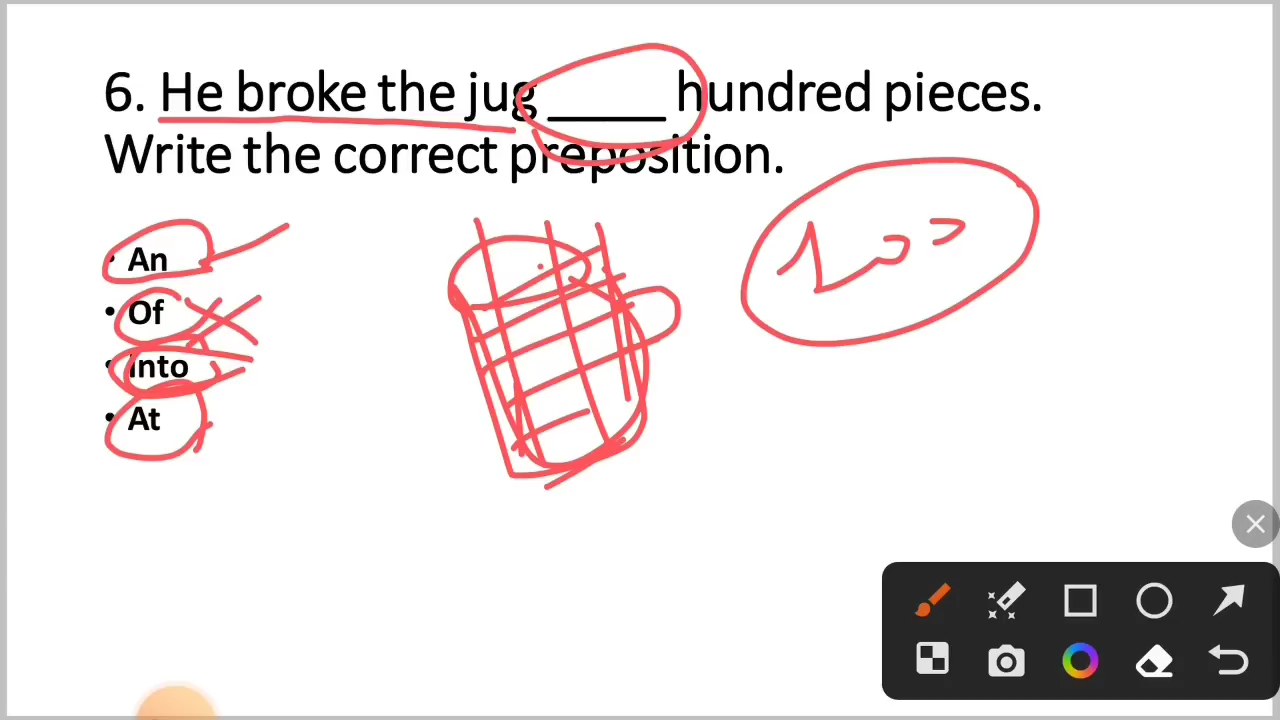 6. He broke the jug _____ hundred pieces.
Write the correct preposition.
• An
• Of
• Into
• At